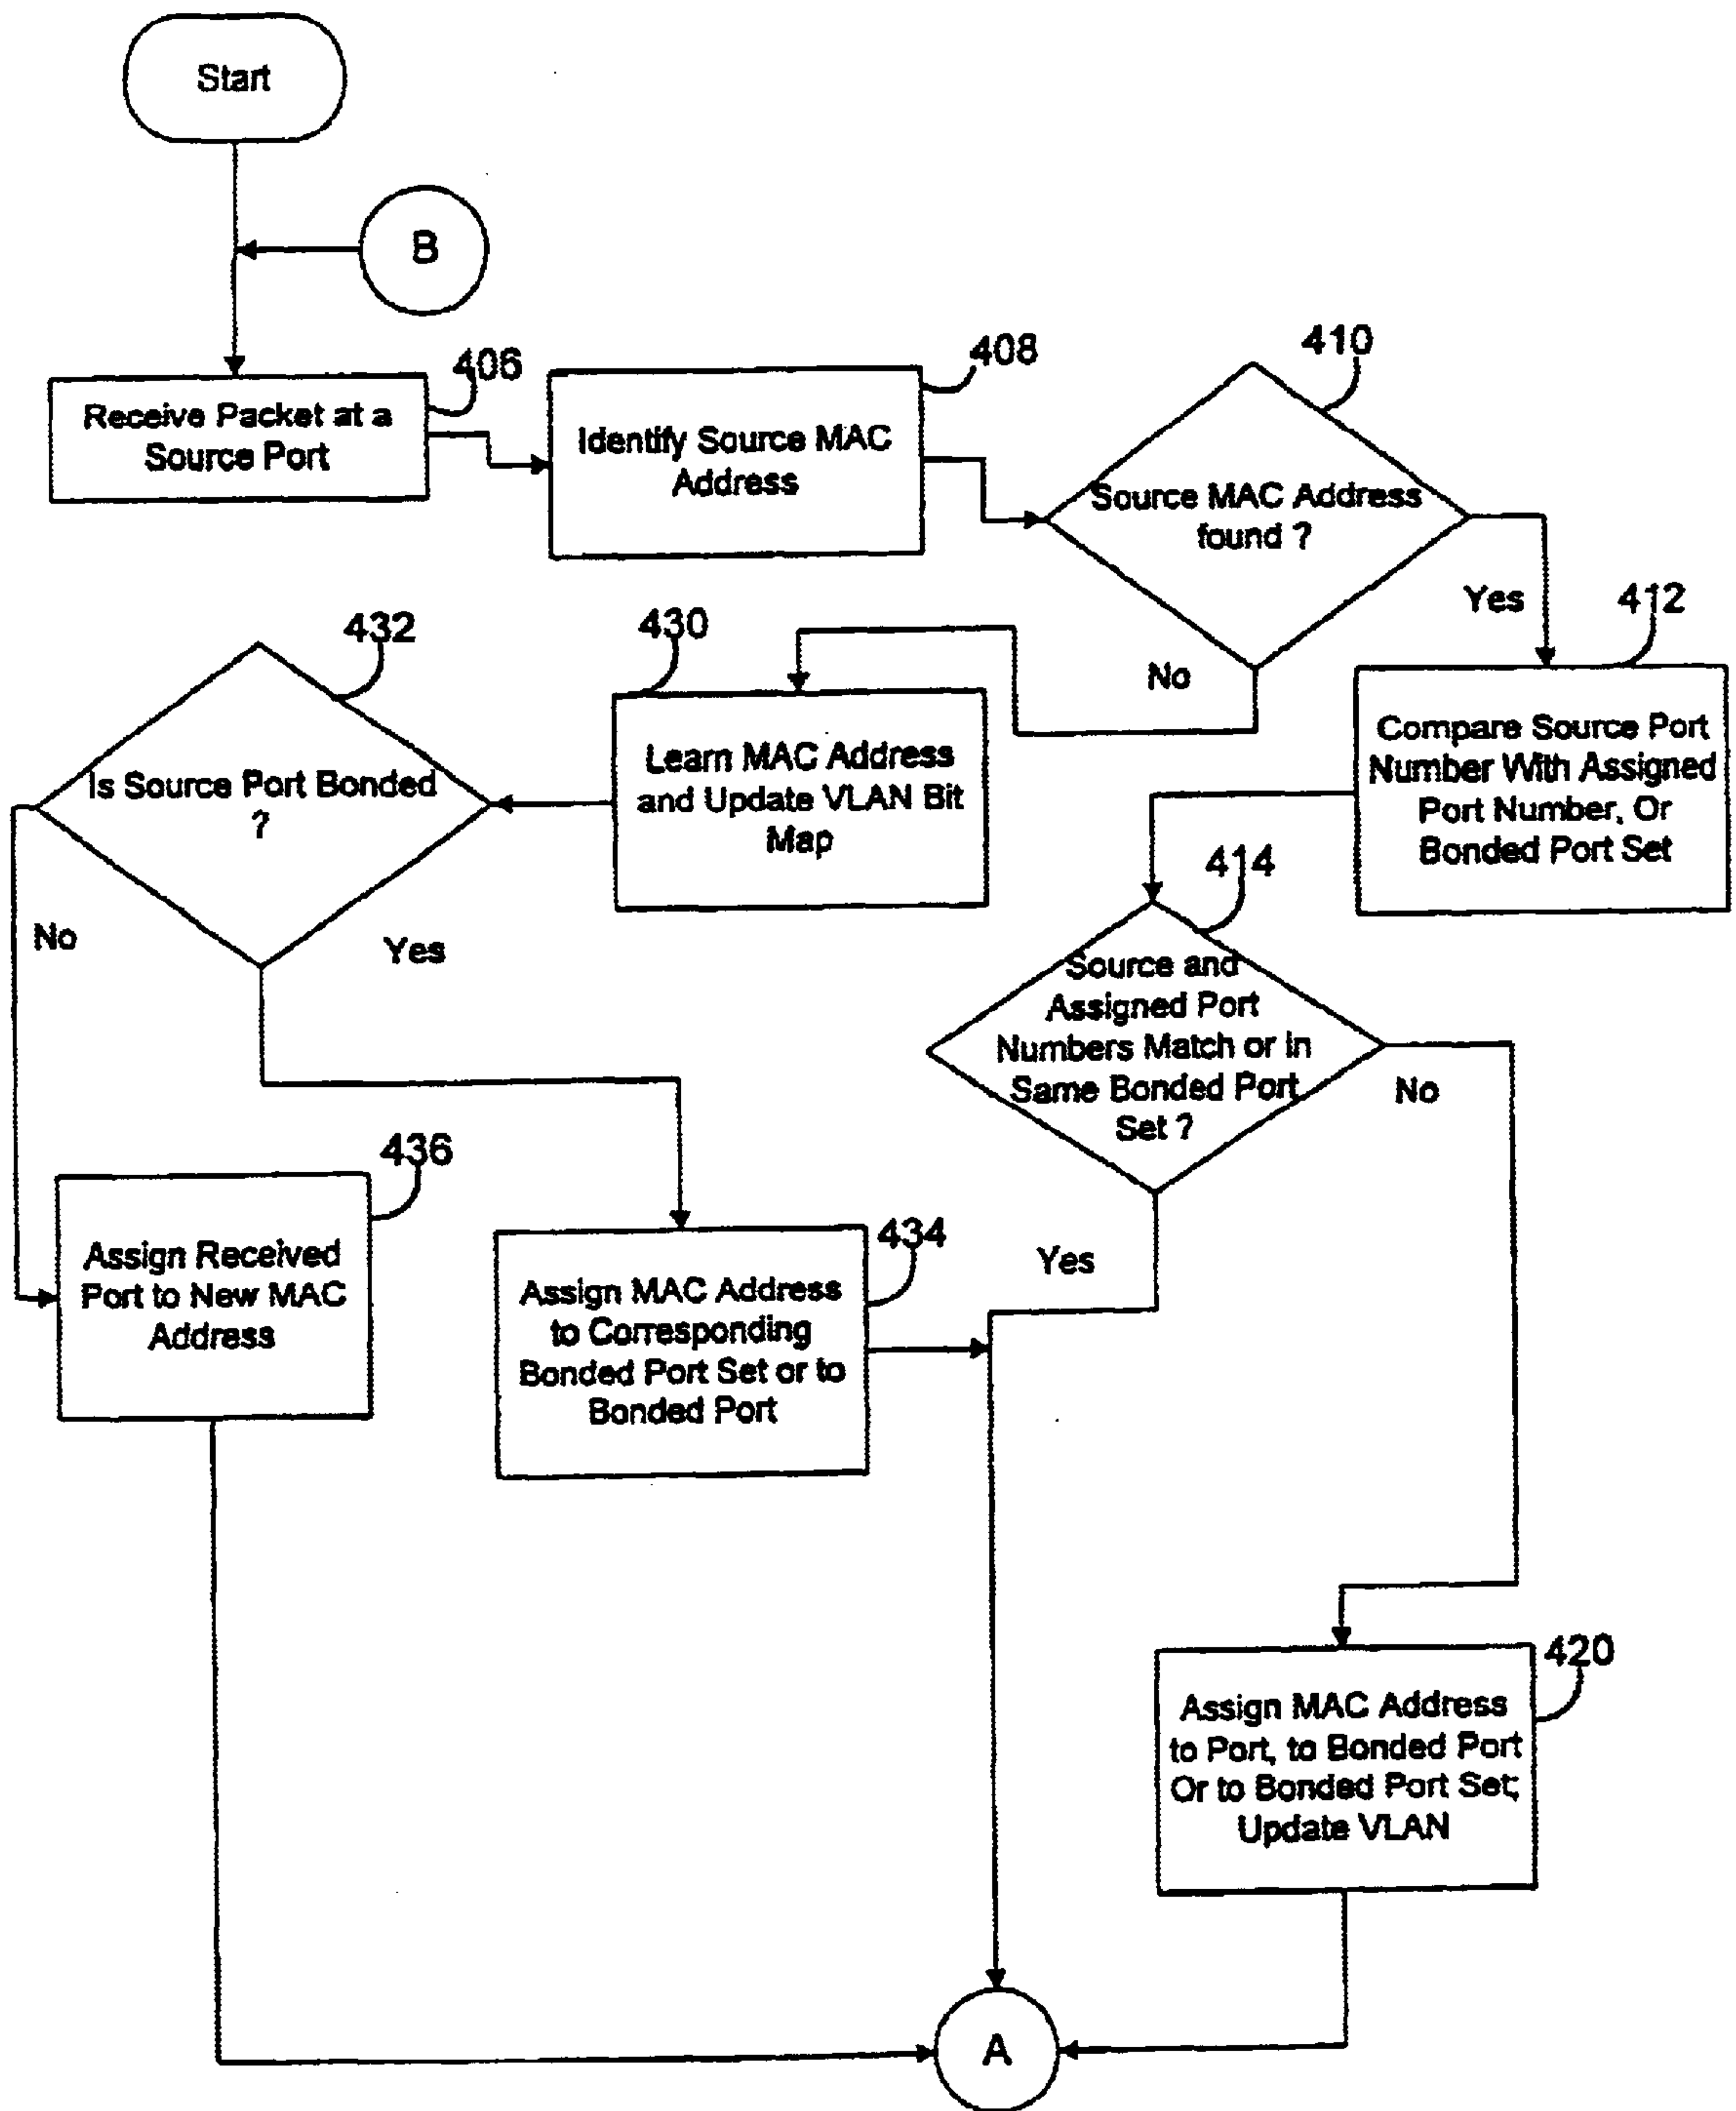 Start
B
406
Receive Packet at a
Source Port
408
Identify Source MAC
Address
410
Source MAC Address
found ?
Yes
No
412
Compare Source Port
Number With Assigned
Port Number, Or
Bonded Port Set
430
Learn MAC Address
and Update VLAN Bit
Map
432
Is Source Port Bonded
?
No
Yes
414
Source and
Assigned Port
Numbers Match or in
Same Bonded Port
Set ?
No
Yes
436
Assign Received
Port to New MAC
Address
434
Assign MAC Address
to Corresponding
Bonded Port Set or to
Bonded Port
420
Assign MAC Address
to Port, to Bonded Port
Or to Bonded Port Set;
Update VLAN
A